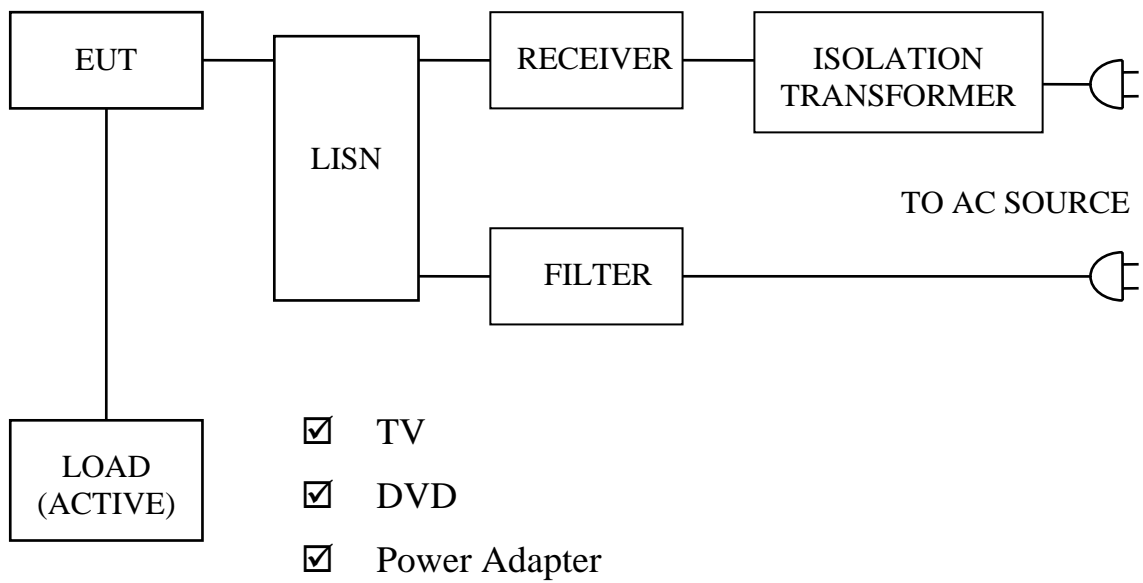 EUT
LISN
RECEIVER
ISOLATION
TRANSFORMER
TO AC SOURCE
FILTER
LOAD
(ACTIVE)
☑ TV
☑ DVD
☑ Power Adapter